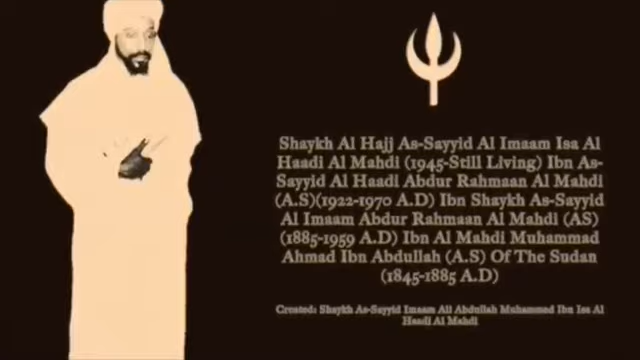 Shaykh Al Hajj As-Sayyid Al Imaam Isa Al
Haadi Al Mahdi (1945-Still Living) Ibn As-
Sayyid Al Haadi Abdur Rahmaan Al Mahdi
(A.S)(1922-1970 A.D) Ibn Shaykh As-Sayyid
Al Imaam Abdur Rahmaan Al Mahdi (AS)
(1885-1959 A.D) Ibn Al Mahdi Muhammad
Ahmad Ibn Abdullah (A.S) Of The Sudan
(1845-1885 A.D)
Created: Shaykh As-Sayyid Imaam Ali Abdullah Muhammad Ibn Isa Al
Haadi Al Mahdi